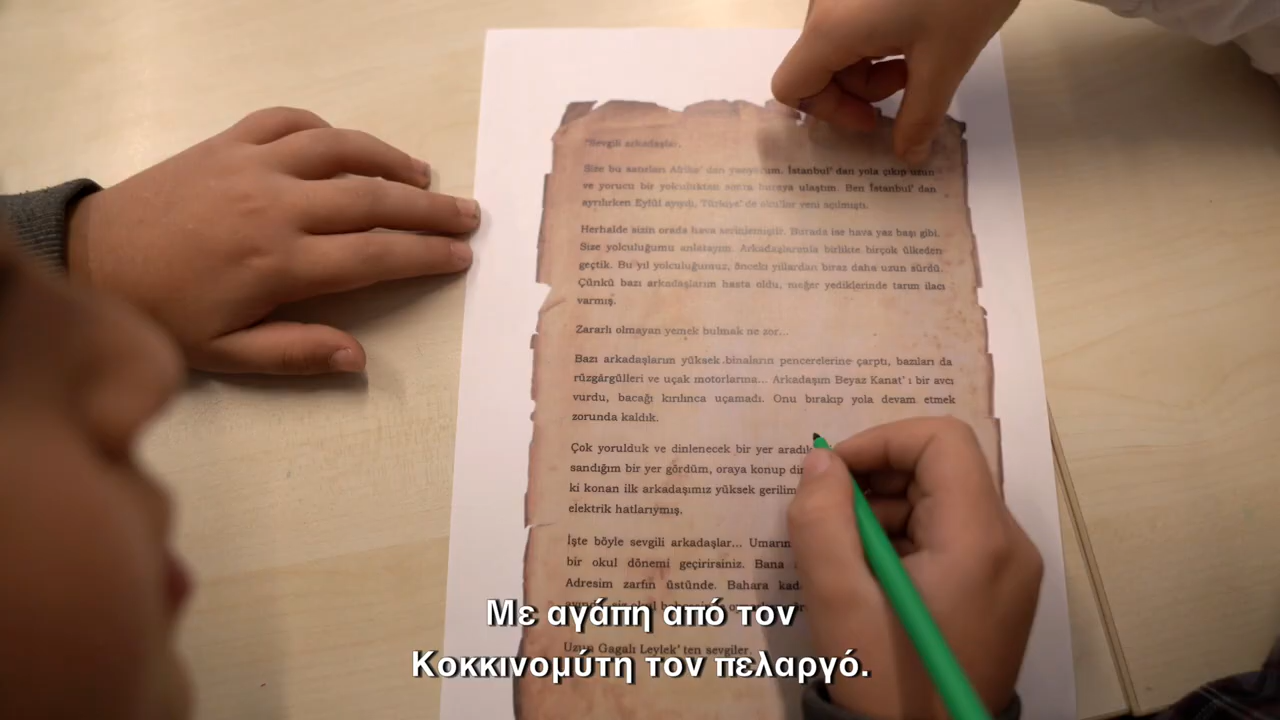 "Sevgili arkadaşlar,
Size bu satırları Afrika' dan yazıyorum. İstanbul' dan yola çıkıp uzun
ve yorucu bir yolculuktan sonra buraya ulaştım. Ben İstanbul' dan
ayrılırken Eylül ayıydı, Türkiye' de okullar yeni açılmıştı.
Herhalde sizin orada hava serinlemiştir. Burada ise hava yaz başı gibi.
Size yolculuğumu anlatayım. Arkadaşlarımla birlikte birçok ülkeden
geçtik. Bu yıl yolculuğumuz, önceki yıllardan biraz daha uzun sürdü.
Çünkü bazı arkadaşlarım hasta oldu, meğer yediklerinde tarım ilacı
varmış.
Zararlı olmayan yemek bulmak ne zor...
Bazı arkadaşlarım yüksek binaların pencerelerine çarptı, bazıları da
rüzgârgülleri ve uçak motorlarına... Arkadaşım Beyaz Kanat' ı bir avcı
vurdu, bacağı kırılınca uçamadı. Onu bırakıp yola devam etmek
zorunda kaldık.
Çok yorulduk ve dinlenecek bir yer
sandığım bir yer gördüm, oraya konup
ki konan ilk arkadaşımız yüksek gerilim
elektrik hatlarıymış.
İşte böyle sevgili arkadaşlar...
bir okul dönemi geçirirsiniz. Bana
Adresim zarfın üstünde. Bahara
Uzun Gagalı Leylek' ten sevgiler.
Με αγάπη από τον
Κοκκινομύτη τον πελαργό.